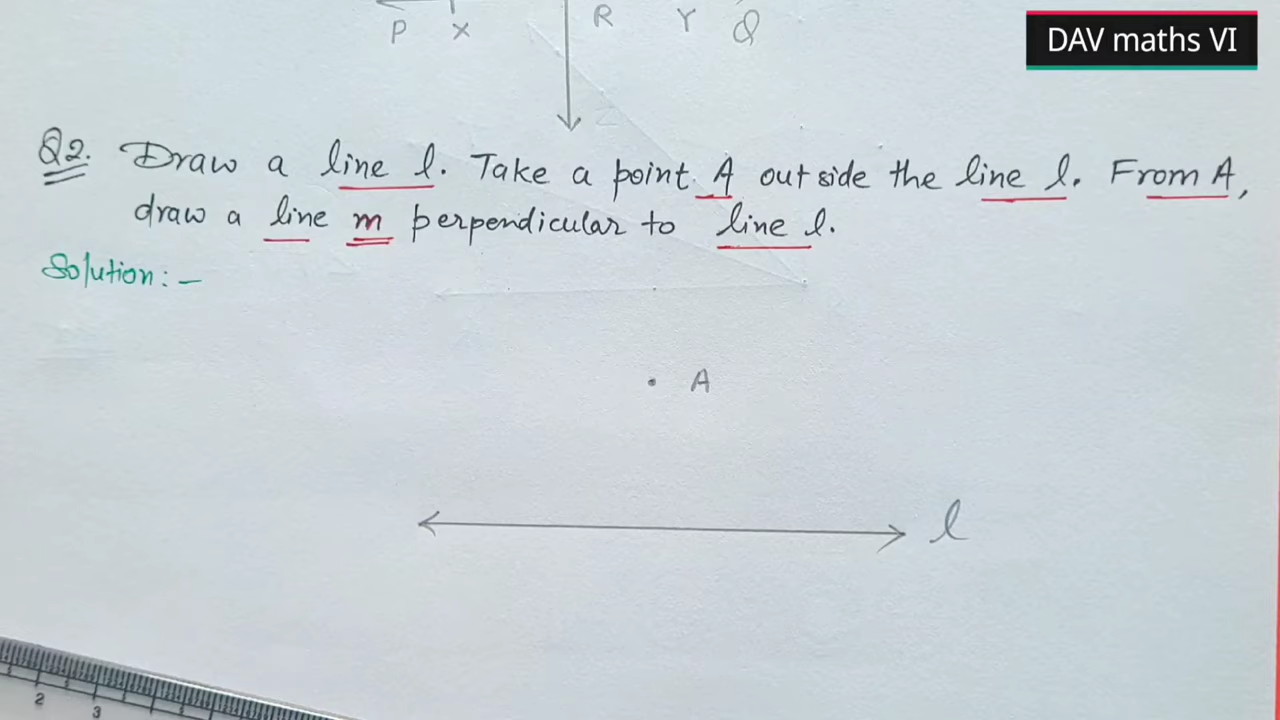 P X R Y Q
DAV maths VI
Q2. Draw a line l. Take a point A outside the line l. From A,
draw a line m perpendicular to line l.
Solution:-
A
l
2 3